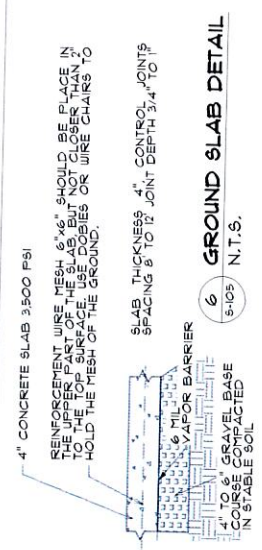 4" CONCRETE SLAB 3,500 PSI
REINFORCEMENT WIRE MESH 6"x6" SHOULD BE PLACE IN
THE UPPER PART OF THE SLAB, BUT NOT CLOSER THAN 2"
TO THE TOP SURFACE. USE DOBIES OR WIRE CHAIRS TO
HOLD THE MESH OF THE GROUND.
SLAB THICKNESS 4" CONTROL JOINTS
SPACING 8' TO 12' JOINT DEPTH 3/4" TO 1"
6 MIL
VAPOR BARRIER
4" TO 6" GRAVEL BASE
COURSE COMPACTED
IN STABLE SOIL
6
S-105
GROUND SLAB DETAIL
N.T.S.